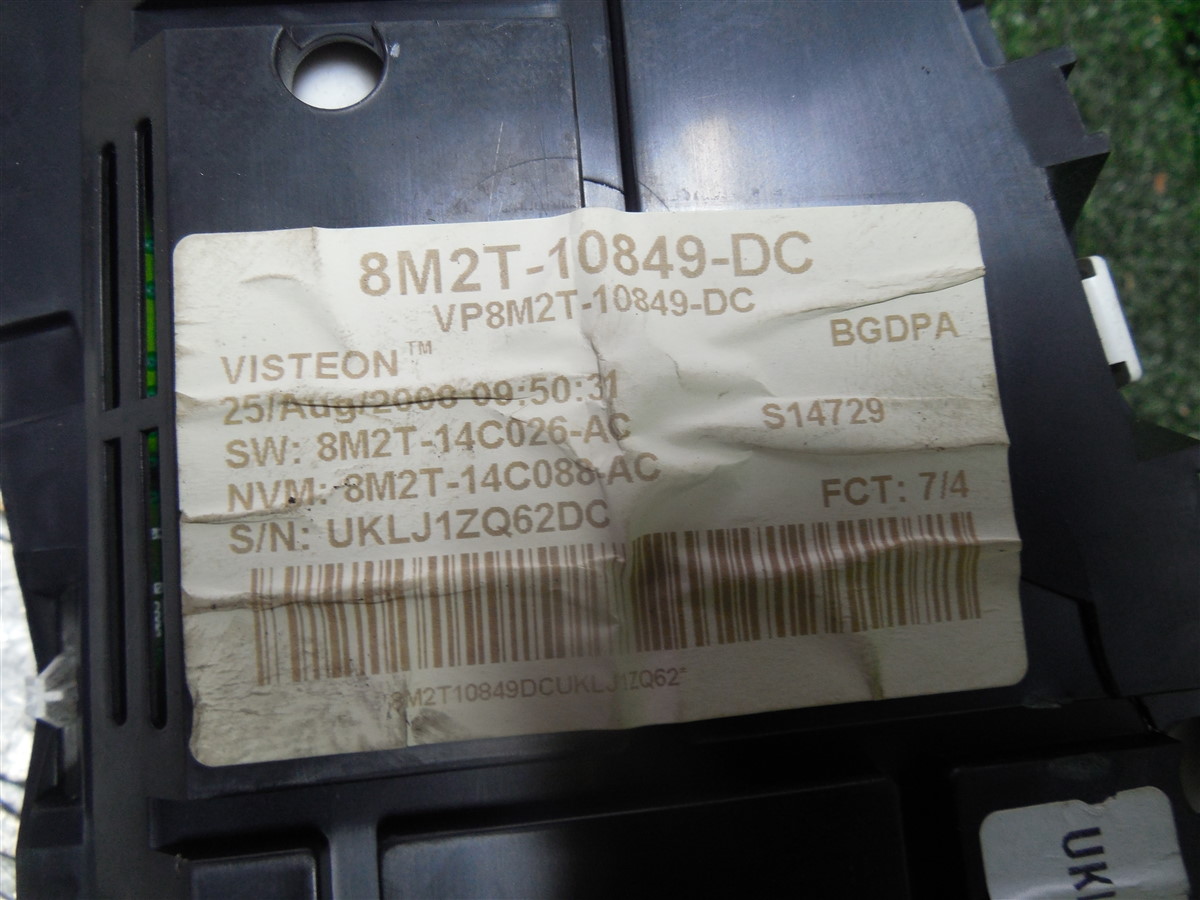 8M2T-10849-DC
VP8M2T-10849-DC
BGDPA
VISTEON™
25/Aug/2008 09:50:31
SW: 8M2T-14C026-AC
S14729
NVM: 8M2T-14C088-AC
S/N: UKLJ1ZQ62DC
FCT: 7/4
8M2T10849DCUKLJ1ZQ62*